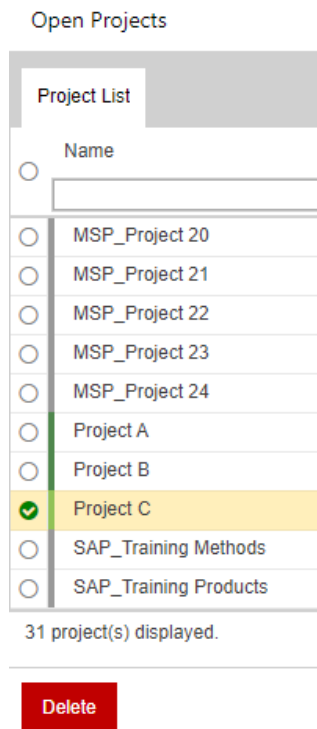 Open Projects
Project List
Name
MSP_Project 20
MSP_Project 21
MSP_Project 22
MSP_Project 23
MSP_Project 24
Project A
Project B
Project C
SAP_Training Methods
SAP_Training Products
31 project(s) displayed.
Delete